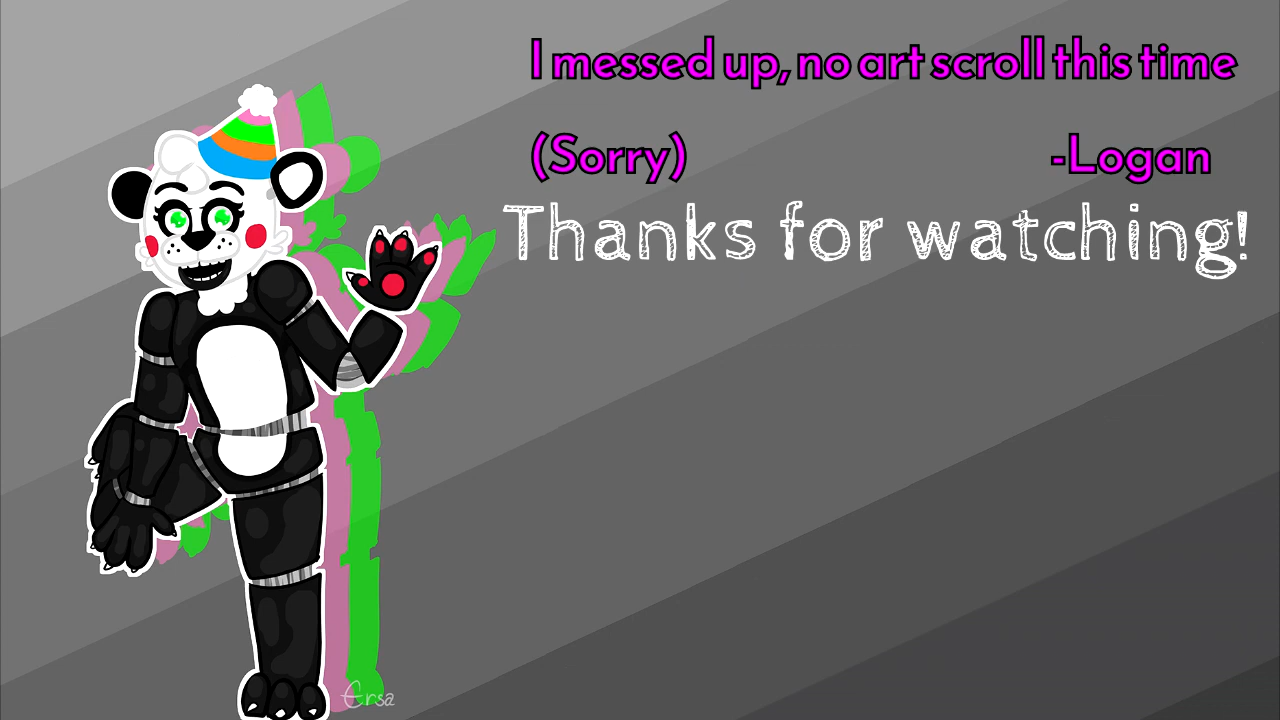 I messed up, no art scroll this time
(Sorry) -Logan
Thanks for watching!
Ersa